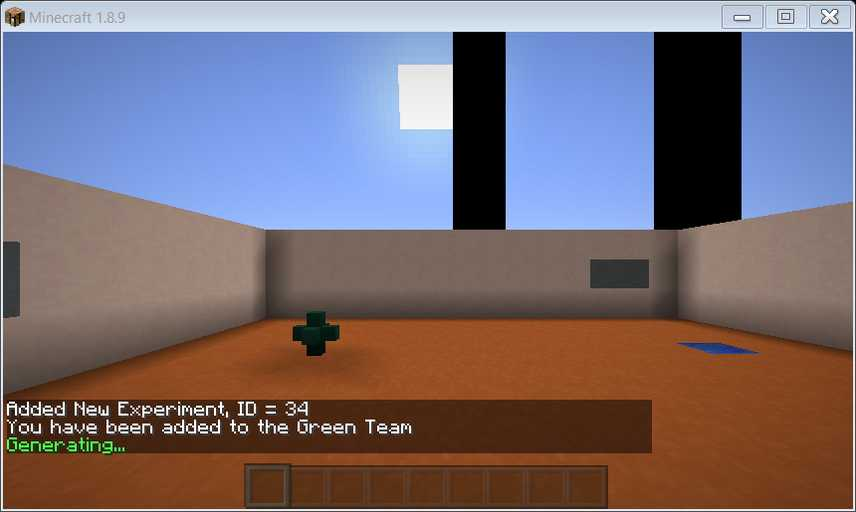 Minecraft 1.8.9
Added New Experiment, ID = 34
You have been added to the Green Team
Generating...